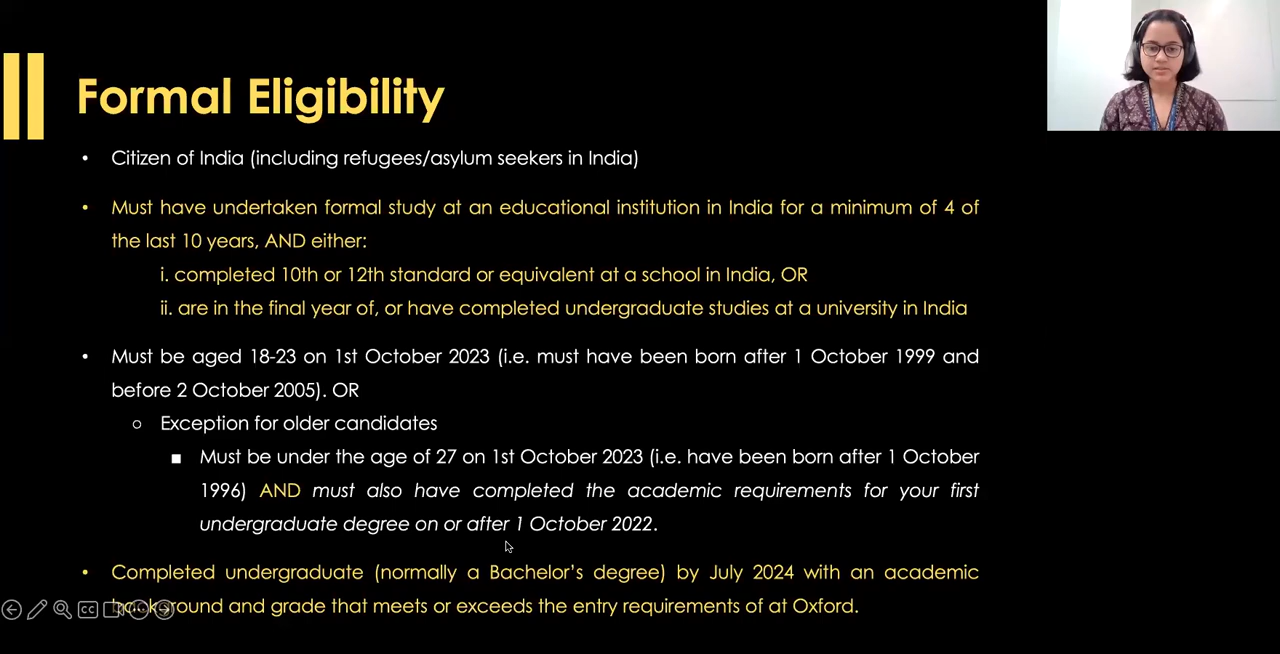 Formal Eligibility
• Citizen of India (including refugees/asylum seekers in India)
• Must have undertaken formal study at an educational institution in India for a minimum of 4 of
the last 10 years, AND either:
i. completed 10th or 12th standard or equivalent at a school in India, OR
ii. are in the final year of, or have completed undergraduate studies at a university in India
• Must be aged 18-23 on 1st October 2023 (i.e. must have been born after 1 October 1999 and
before 2 October 2005). OR
○ Exception for older candidates
■ Must be under the age of 27 on 1st October 2023 (i.e. have been born after 1 October
1996) AND must also have completed the academic requirements for your first
undergraduate degree on or after 1 October 2022.
• Completed undergraduate (normally a Bachelor's degree) by July 2024 with an academic
background and grade that meets or exceeds the entry requirements of at Oxford.
CC